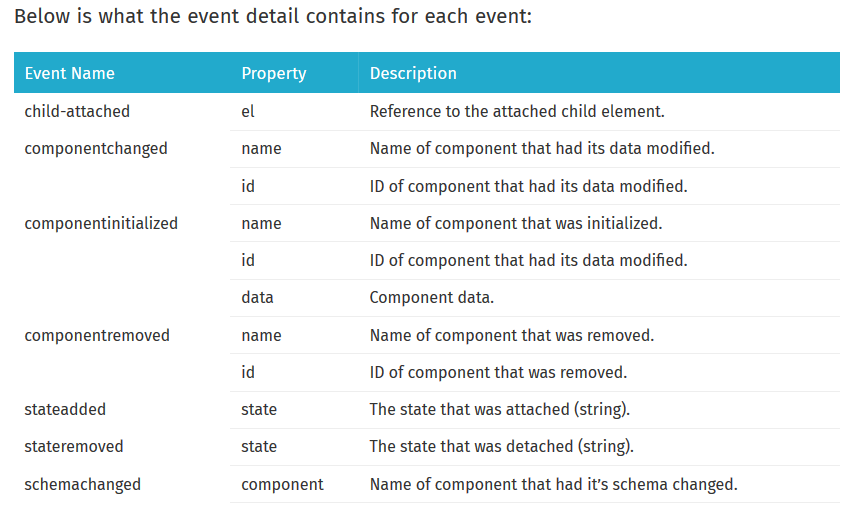 Below is what the event detail contains for each event:
Event Name Property Description
child-attached el Reference to the attached child element.
componentchanged name Name of component that had its data modified.
id ID of component that had its data modified.
componentinitialized name Name of component that was initialized.
id ID of component that had its data modified.
data Component data.
componentremoved name Name of component that was removed.
id ID of component that was removed.
stateadded state The state that was attached (string).
stateremoved state The state that was detached (string).
schemachanged component Name of component that had it’s schema changed.